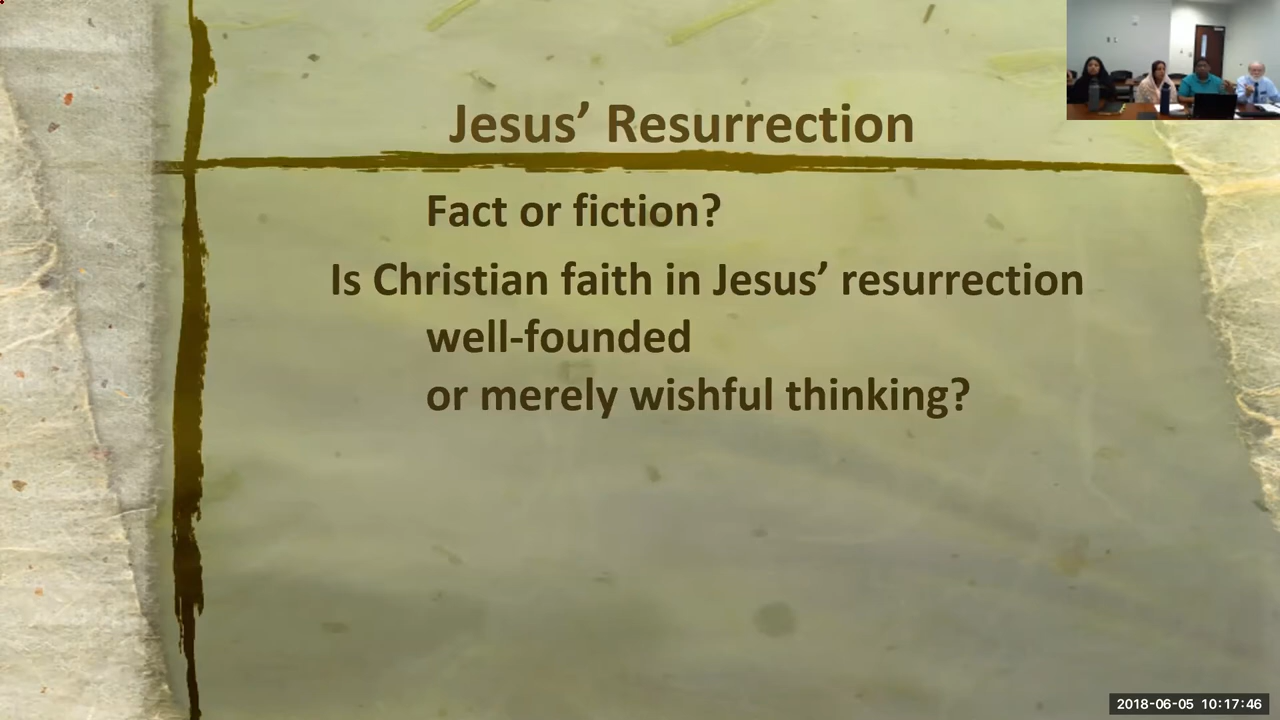 Jesus’ Resurrection
Fact or fiction?
Is Christian faith in Jesus’ resurrection
well-founded
or merely wishful thinking?
2018-06-05 10:17:46